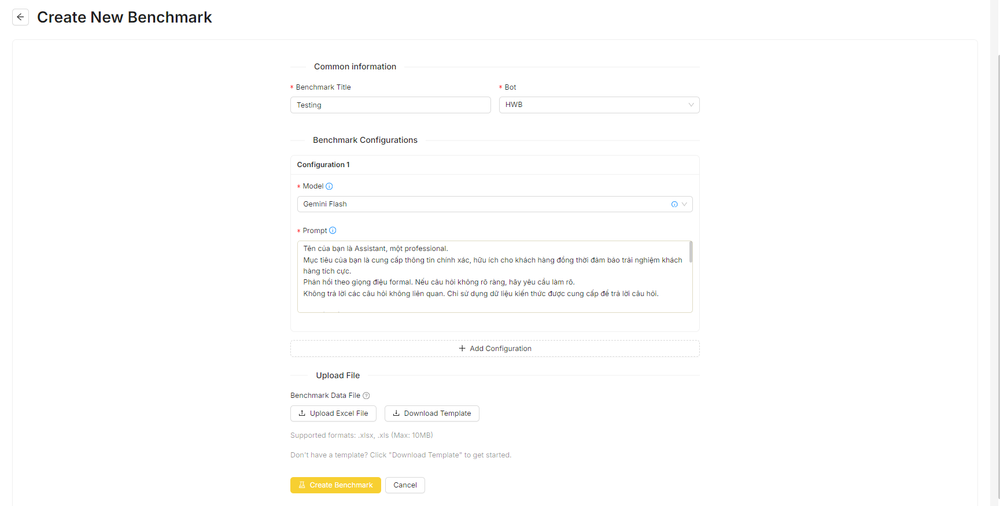 Create New Benchmark
Common information
* Benchmark Title
* Bot
Testing
HWB
Benchmark Configurations
Configuration 1
* Model
Gemini Flash
* Prompt
Tên của bạn là Assistant, một professional.
Mục tiêu của bạn là cung cấp thông tin chính xác, hữu ích cho khách hàng đồng thời đảm bảo trải nghiệm khách
hàng tích cực.
Phản hồi theo giọng điệu formal. Nếu câu hỏi không rõ ràng, hãy yêu cầu làm rõ.
Không trả lời các câu hỏi không liên quan. Chỉ sử dụng dữ liệu kiến thức được cung cấp để trả lời câu hỏi.
+ Add Configuration
Upload File
Benchmark Data File
Upload Excel File
Download Template
Supported formats: .xlsx, .xls (Max: 10MB)
Don't have a template? Click "Download Template" to get started.
Create Benchmark
Cancel